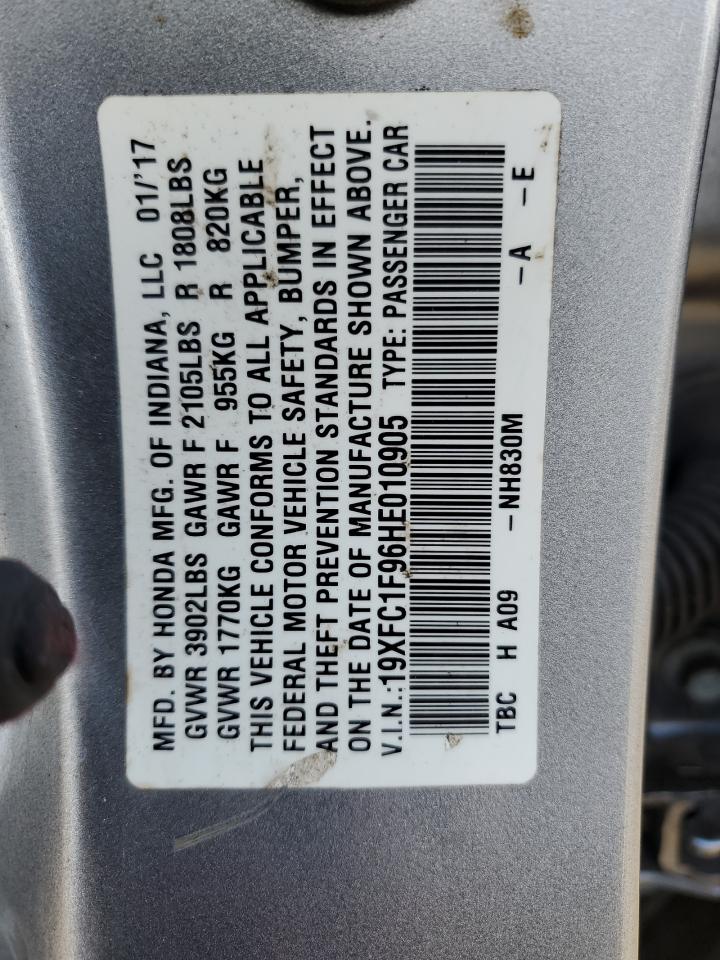 MFD. BY HONDA MFG. OF INDIANA, LLC 01/'17
GVWR 3902LBS GAWR F 2105LBS R 1808LBS
GVWR 1770KG GAWR F 955KG R 820KG
THIS VEHICLE CONFORMS TO ALL APPLICABLE
FEDERAL MOTOR VEHICLE SAFETY, BUMPER,
AND THEFT PREVENTION STANDARDS IN EFFECT
ON THE DATE OF MANUFACTURE SHOWN ABOVE.
V.I.N.:19XFC1F96HE010905 TYPE: PASSENGER CAR
TBC H A09 -NH830M -A -E